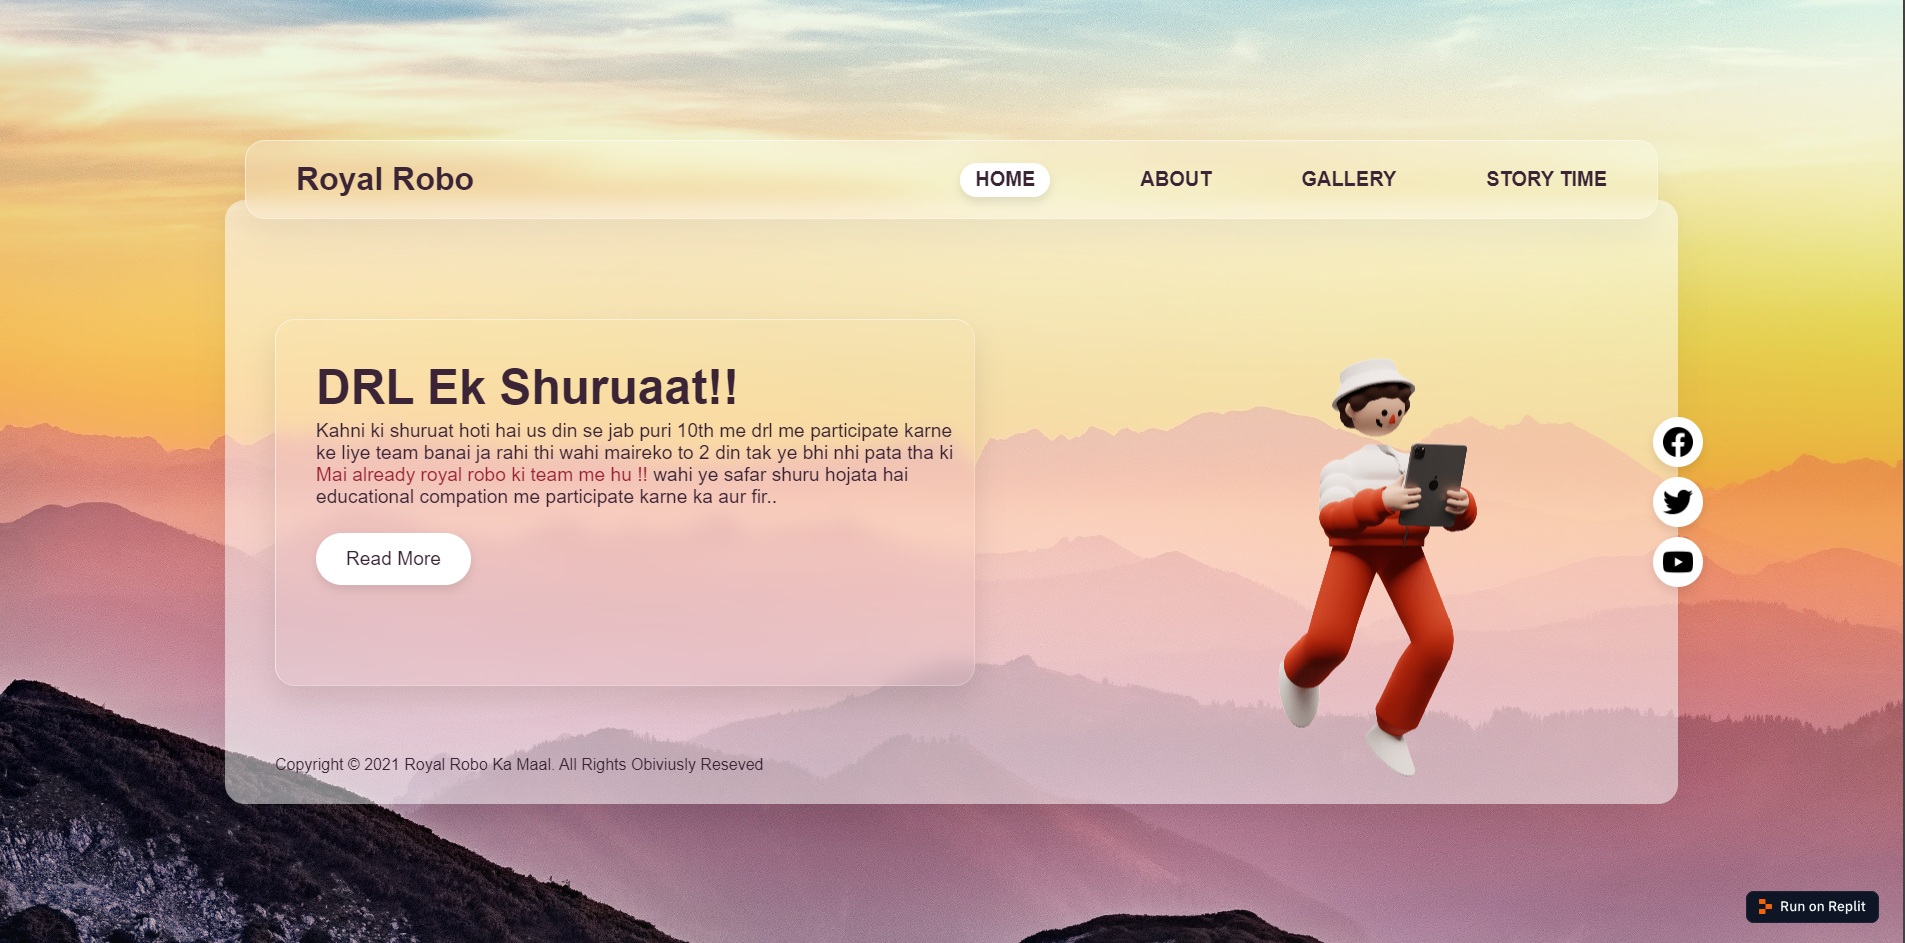 Royal Robo
HOME
ABOUT
GALLERY
STORY TIME
DRL Ek Shuruaat!!
Kahni ki shuruat hoti hai us din se jab puri 10th me drl me participate karne
ke liye team banai ja rahi thi wahi maireko to 2 din tak ye bhi nhi pata tha ki
Mai already royal robo ki team me hu !! wahi ye safar shuru hojata hai
educational compation me participate karne ka aur fir..
Read More
Copyright © 2021 Royal Robo Ka Maal. All Rights Obiviusly Reseved
Run on Replit